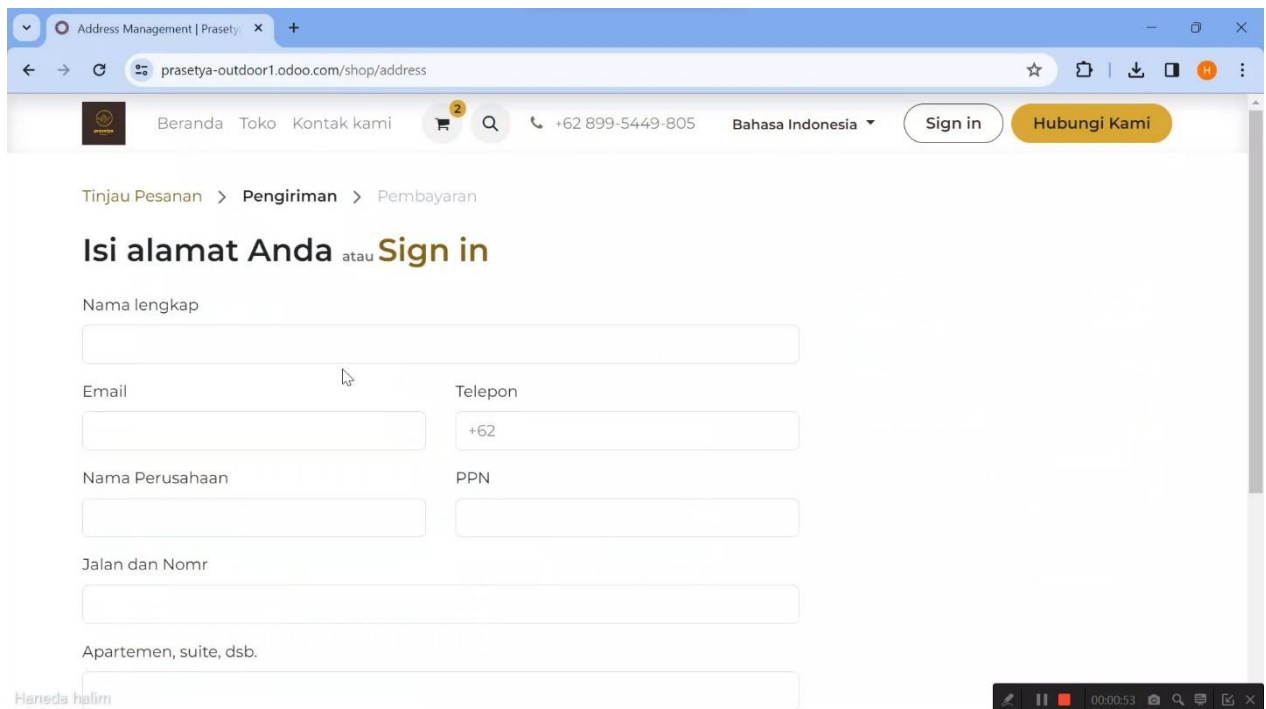 Address Management | Prasety
prasetya-outdoor1.odoo.com/shop/address
H
prasetya
Beranda Toko Kontak kami 2 +62 899-5449-805 Bahasa Indonesia Sign in Hubungi Kami
Tinjau Pesanan > Pengiriman > Pembayaran
Isi alamat Anda atau Sign in
Nama lengkap
Email Telepon
+62
Nama Perusahaan PPN
Jalan dan Nomr
Apartemen, suite, dsb.
Haneda halim 00:00:53